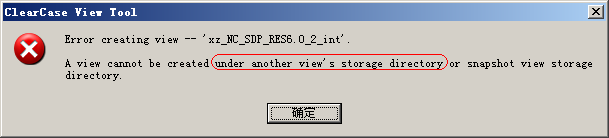 ClearCase View Tool
Error creating view -- 'xz_NC_SDP_RES6.0_2_int'.
A view cannot be created under another view's storage directory or snapshot view storage
directory.
确定